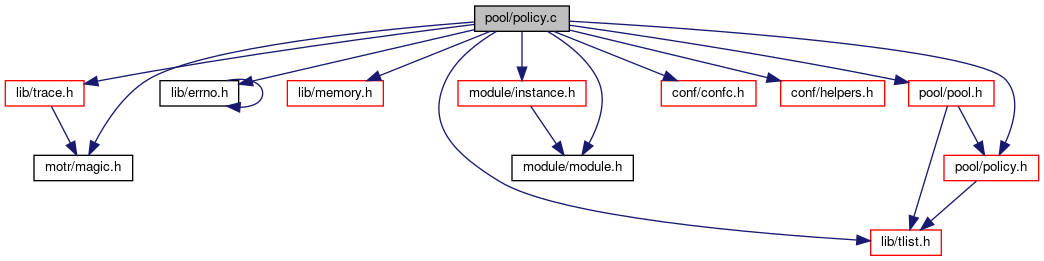 pool/policy.c
lib/trace.h
lib/errno.h
lib/memory.h
module/instance.h
conf/confc.h
conf/helpers.h
pool/pool.h
motr/magic.h
module/module.h
pool/policy.h
lib/tlist.h